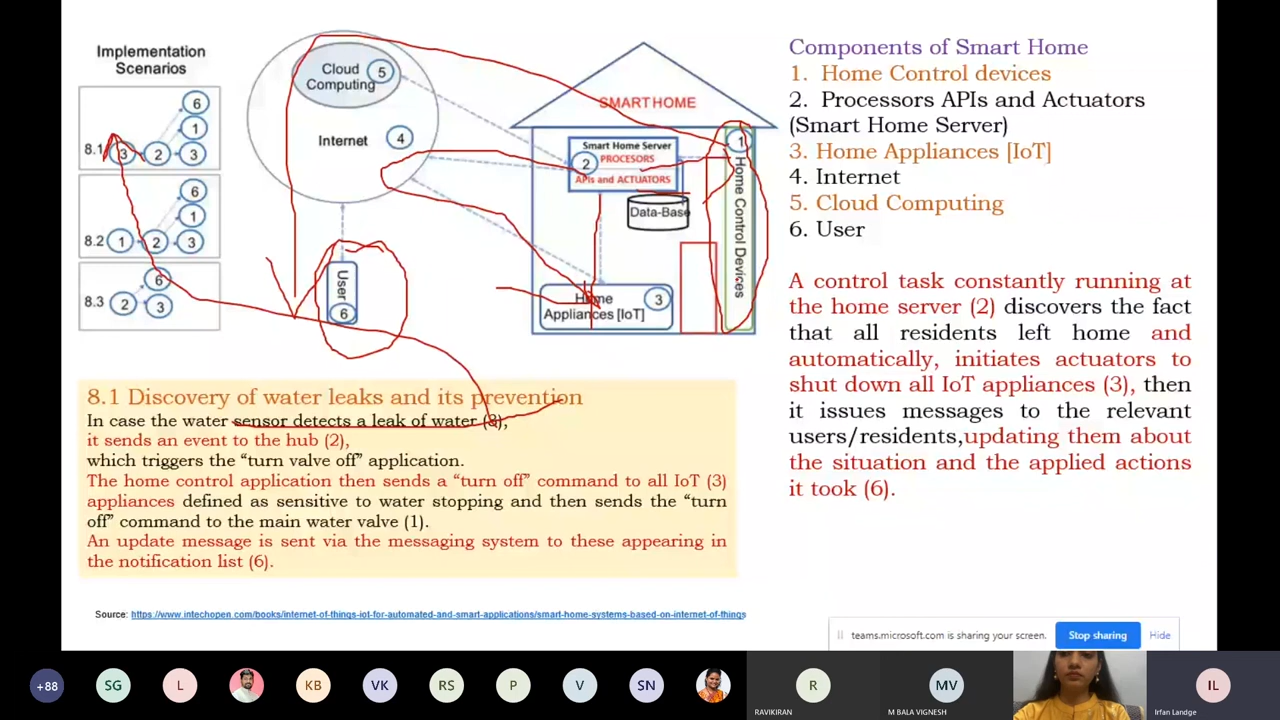 Implementation
Scenarios
8.1 3 2 6 1 3
8.2 1 2 6 1 3
8.3 2 6 3
Cloud
Computing 5
Internet 4
User
6
SMART HOME
Smart Home Server
2 PROCESORS
APIs and ACTUATORS
Data-Base
1
Home Control Devices
Home
Appliances [IoT] 3
Components of Smart Home
1. Home Control devices
2. Processors APIs and Actuators
(Smart Home Server)
3. Home Appliances [IoT]
4. Internet
5. Cloud Computing
6. User
A control task constantly running at
the home server (2) discovers the fact
that all residents left home and
automatically, initiates actuators to
shut down all IoT appliances (3), then
it issues messages to the relevant
users/residents,updating them about
the situation and the applied actions
it took (6).
8.1 Discovery of water leaks and its prevention
In case the water sensor detects a leak of water (3),
it sends an event to the hub (2),
which triggers the “turn valve off” application.
The home control application then sends a “turn off” command to all IoT (3)
appliances defined as sensitive to water stopping and then sends the “turn
off” command to the main water valve (1).
An update message is sent via the messaging system to these appearing in
the notification list (6).
Source: https://www.intechopen.com/books/internet-of-things-iot-for-automated-and-smart-applications/smart-home-systems-based-on-internet-of-things
teams.microsoft.com is sharing your screen. Stop sharing Hide
+88 SG L KB VK RS P V SN R MV IL
RAVIKIRAN M BALA VIGNESH Irfan Landge